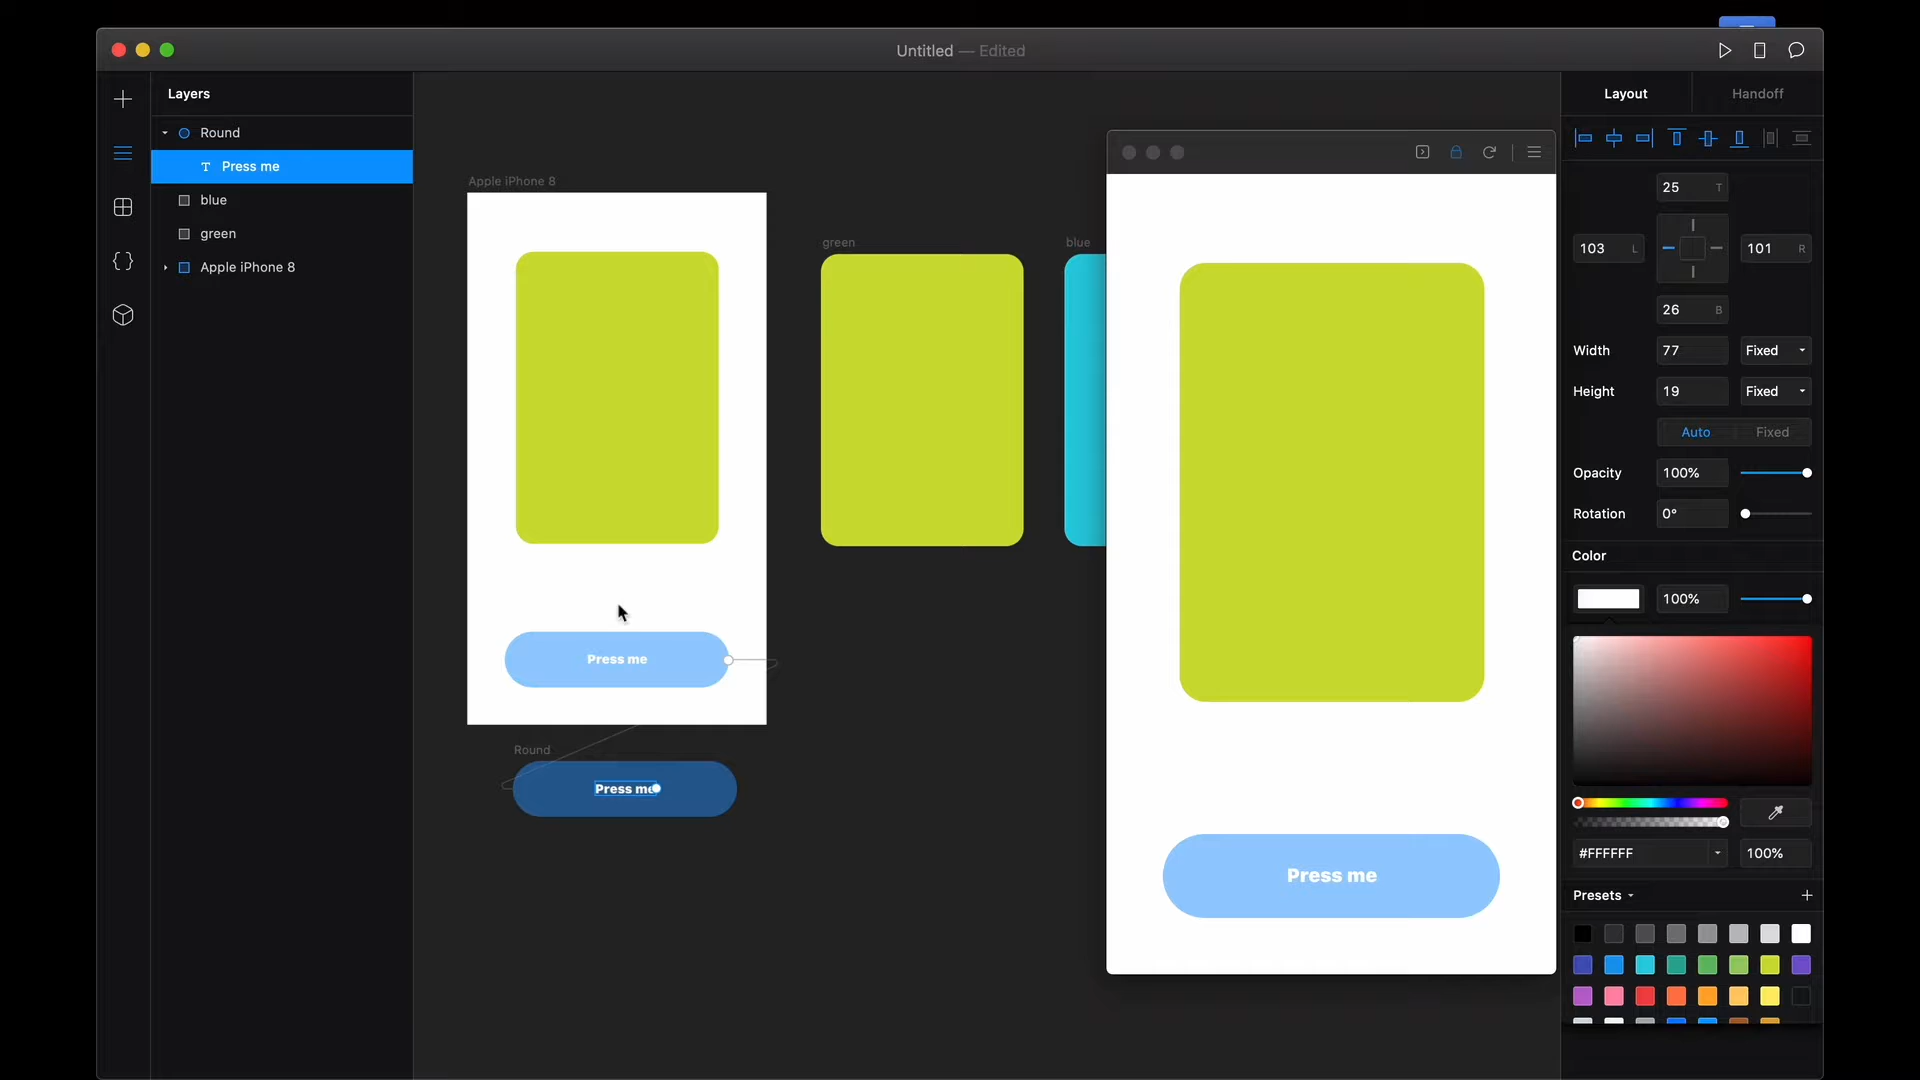 Untitled — Edited
Layers
Round
T Press me
blue
green
Apple iPhone 8
Apple iPhone 8
Press me
Round
Press me
green
blue
Press me
Layout
Handoff
25 T
103 L
101 R
26 B
Width 77 Fixed
Height 19 Fixed
Auto Fixed
Opacity 100%
Rotation 0°
Color
100%
#FFFFFF 100%
Presets